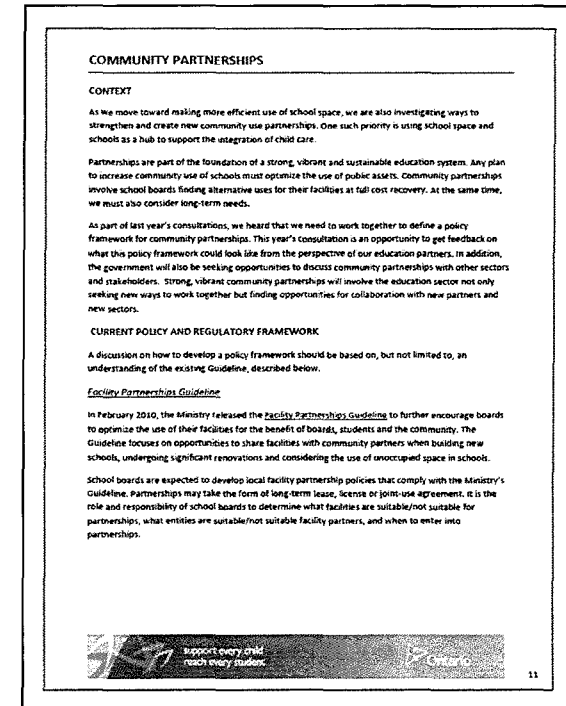 COMMUNITY PARTNERSHIPS
CONTEXT
As we move toward making more efficient use of school space, we are also investigating ways to
strengthen and create new community use partnerships. One such priority is using school space and
schools as a hub to support the integration of child care.
Partnerships are part of the foundation of a strong, vibrant and sustainable education system. Any plan
to increase community use of schools must optimize the use of public assets. Community partnerships
involve school boards finding alternative uses for their facilities at full cost recovery. At the same time,
we must also consider long-term needs.
As part of last year's consultations, we heard that we need to work together to define a policy
framework for community partnerships. This year's consultation is an opportunity to get feedback on
what this policy framework could look like from the perspective of our education partners. In addition,
the government will also be seeking opportunities to discuss community partnerships with other sectors
and stakeholders. Strong, vibrant community partnerships will involve the education sector not only
seeking new ways to work together but finding opportunities for collaboration with new partners and
new sectors.
CURRENT POLICY AND REGULATORY FRAMEWORK
A discussion on how to develop a policy framework should be based on, but not limited to, an
understanding of the existing Guideline, described below.
Facility Partnerships Guideline
In February 2010, the Ministry released the Facility Partnerships Guideline to further encourage boards
to optimize the use of their facilities for the benefit of boards, students and the community. The
Guideline focuses on opportunities to share facilities with community partners when building new
schools, undergoing significant renovations and considering the use of unoccupied space in schools.
School boards are expected to develop local facility partnership policies that comply with the Ministry's
Guideline. Partnerships may take the form of long-term lease, license or joint-use agreement. It is the
role and responsibility of school boards to determine what facilities are suitable/not suitable for
partnerships, what entities are suitable/not suitable facility partners, and when to enter into
partnerships.
support every child
reach every student
Ontario
11